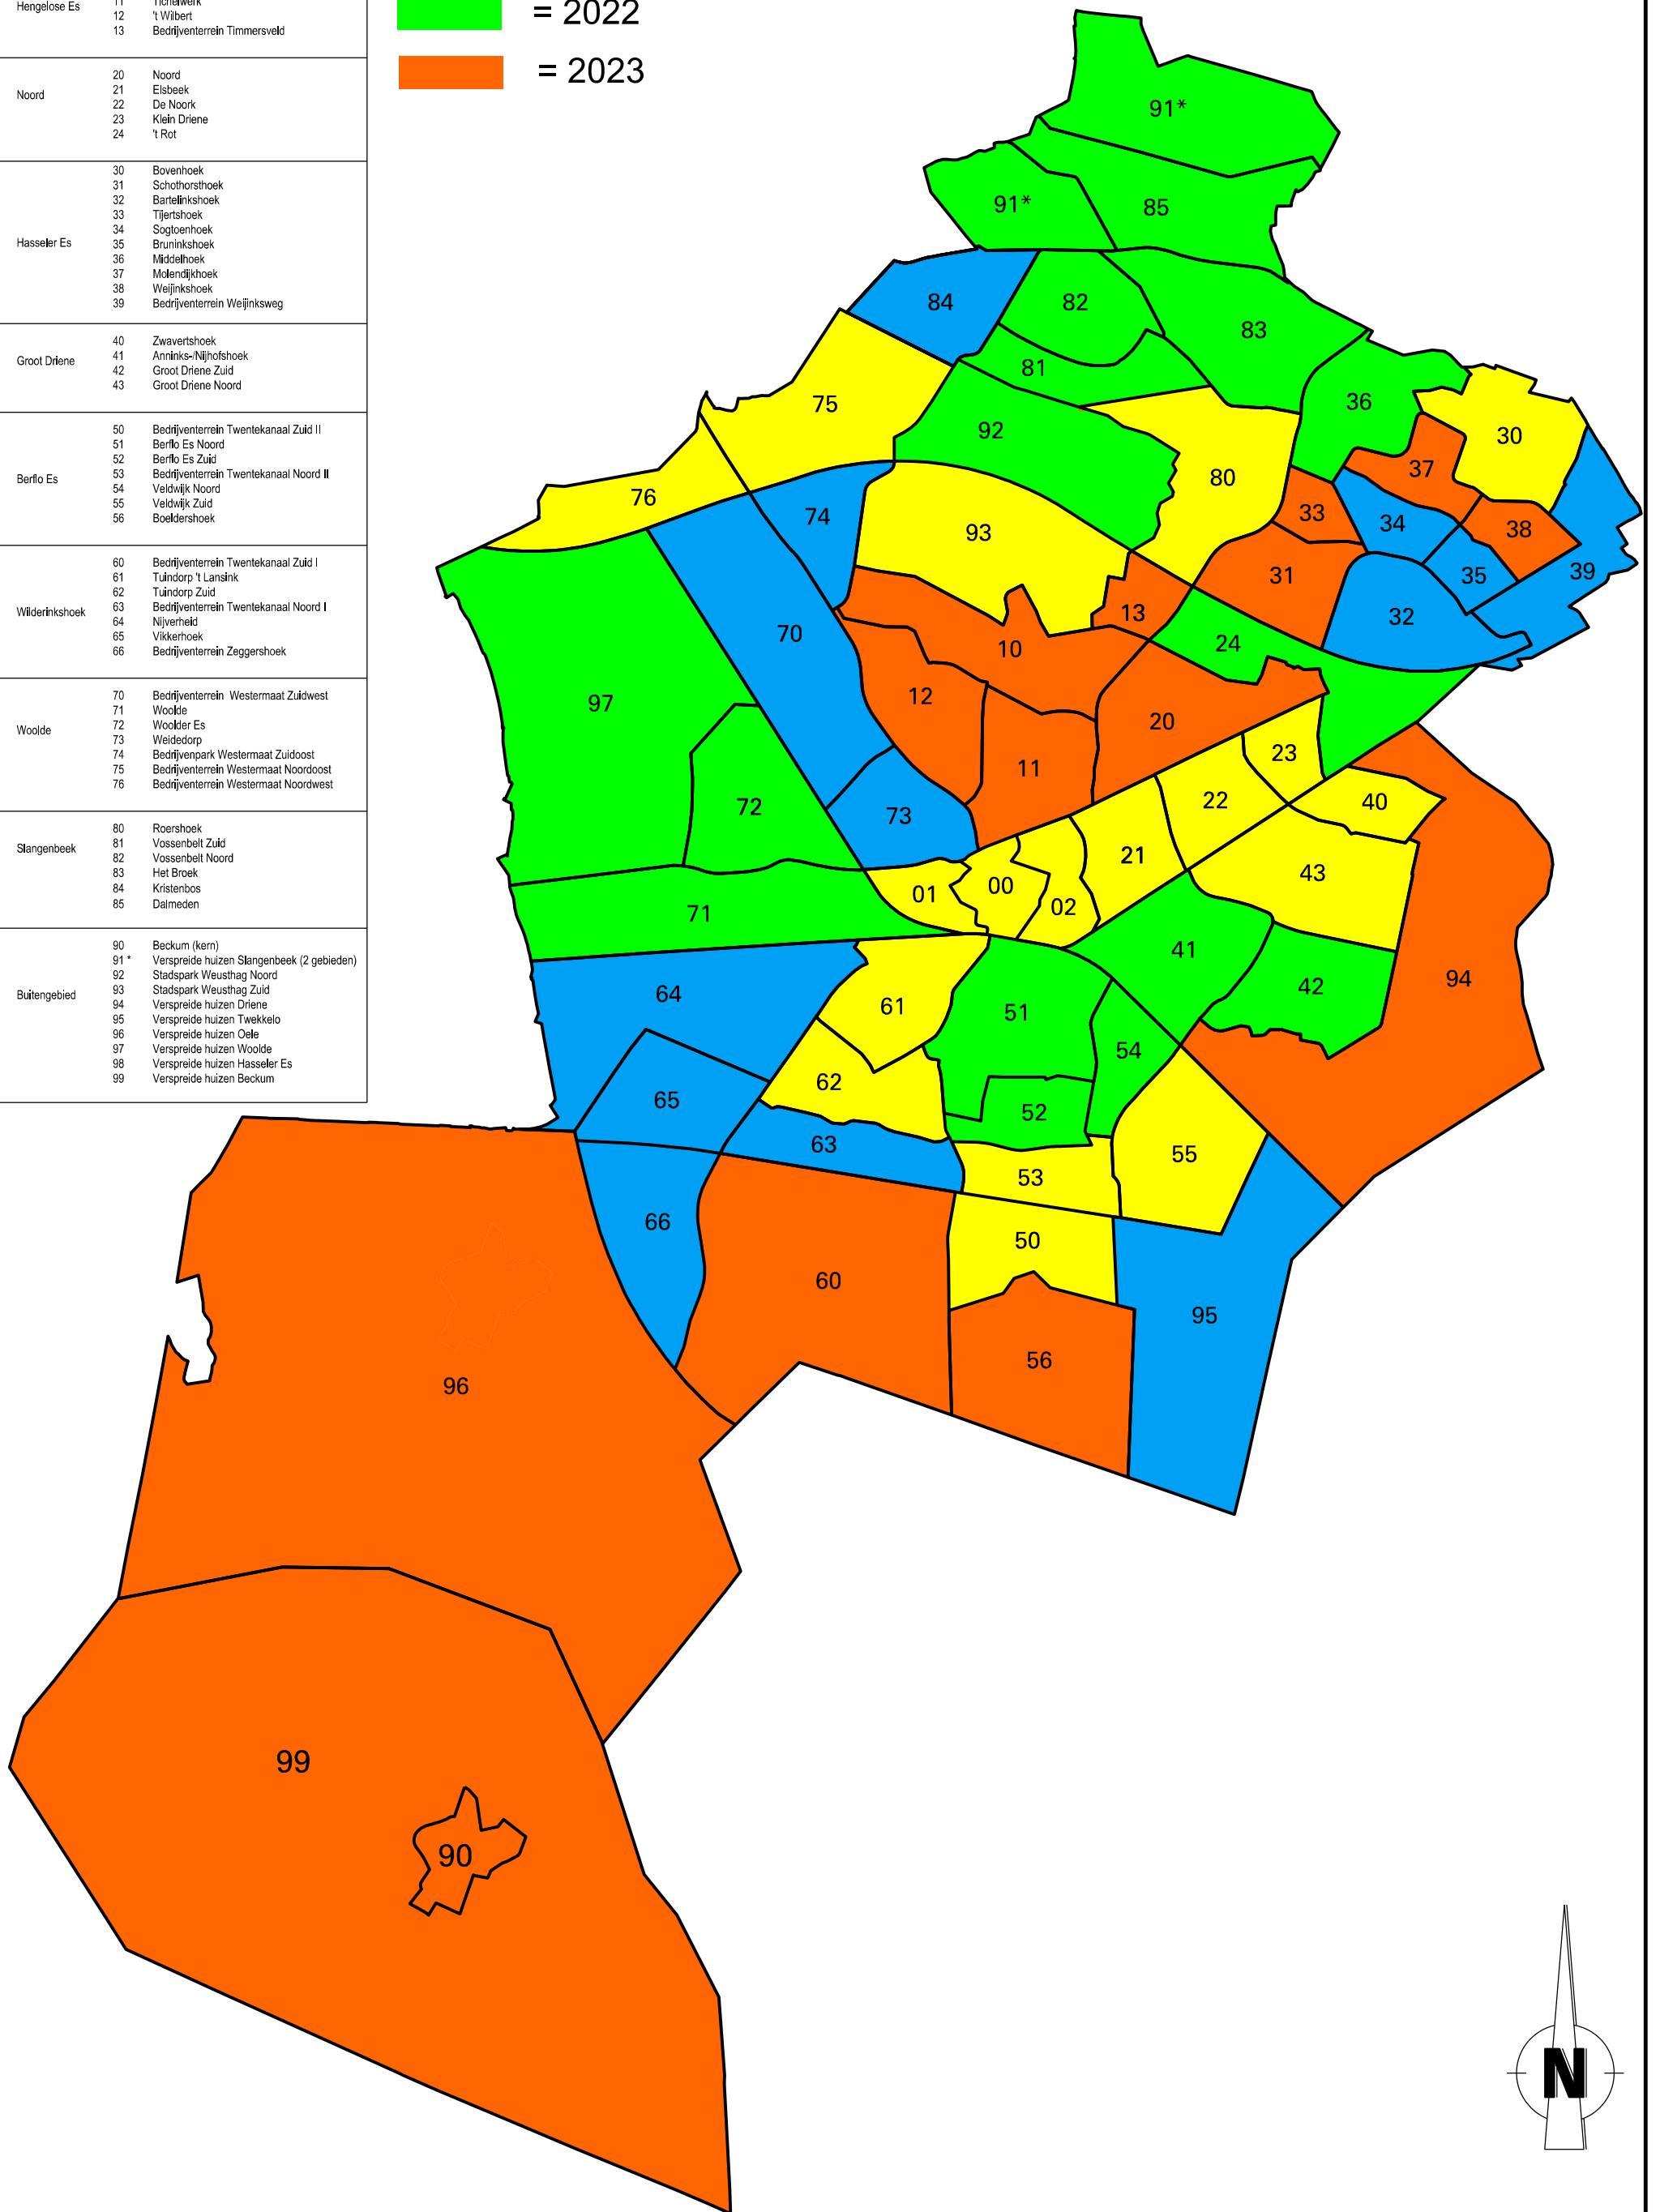 Hengelose Es 11 Tichelwerk
12 't Wilbert
13 Bedrijventerrein Timmersveld
20 Noord
Noord 21 Elsbeek
22 De Noork
23 Klein Driene
24 't Rot
30 Bovenhoek
31 Schothorsthoek
32 Bartelinkshoek
33 Tijertshoek
34 Sogtoenhoek
Hasseler Es 35 Bruninkshoek
36 Middelhoek
37 Molendijkhoek
38 Weijinkshoek
39 Bedrijventerrein Weijinksweg
40 Zwavertshoek
41 Anninks-/Nijhofshoek
Groot Driene 42 Groot Driene Zuid
43 Groot Driene Noord
50 Bedrijventerrein Twentekanaal Zuid II
51 Berflo Es Noord
52 Berflo Es Zuid
Berflo Es 53 Bedrijventerrein Twentekanaal Noord II
54 Veldwijk Noord
55 Veldwijk Zuid
56 Boeldershoek
60 Bedrijventerrein Twentekanaal Zuid I
61 Tuindorp 't Lansink
62 Tuindorp Zuid
Wilderinkshoek 63 Bedrijventerrein Twentekanaal Noord I
64 Nijverheid
65 Vikkerhoek
66 Bedrijventerrein Zeggershoek
70 Bedrijventerrein Westermaat Zuidwest
71 Woolde
Woolde 72 Woolder Es
73 Weidedorp
74 Bedrijvenpark Westermaat Zuidoost
75 Bedrijventerrein Westermaat Noordoost
76 Bedrijventerrein Westermaat Noordwest
80 Roershoek
Slangenbeek 81 Vossenbelt Zuid
82 Vossenbelt Noord
83 Het Broek
84 Kristenbos
85 Dalmeden
90 Beckum (kern)
91 * Verspreide huizen Slangenbeek (2 gebieden)
92 Stadspark Weusthag Noord
Buitengebied 93 Stadspark Weusthag Zuid
94 Verspreide huizen Driene
95 Verspreide huizen Twekkelo
96 Verspreide huizen Oele
97 Verspreide huizen Woolde
98 Verspreide huizen Hasseler Es
99 Verspreide huizen Beckum
= 2022
= 2023
91*
91* 85
84 82 83
81
75 92 36 30
76 74 93 80 33 37 34 38
31 35 39
70 10 13 24 32
97 12 20
11 23
72 73 22 40
01 00 02 21 43
71 41
64 61 51 42 94
62 54
65 52
63 53 55
66 50
60 95
96 56
99
90
N